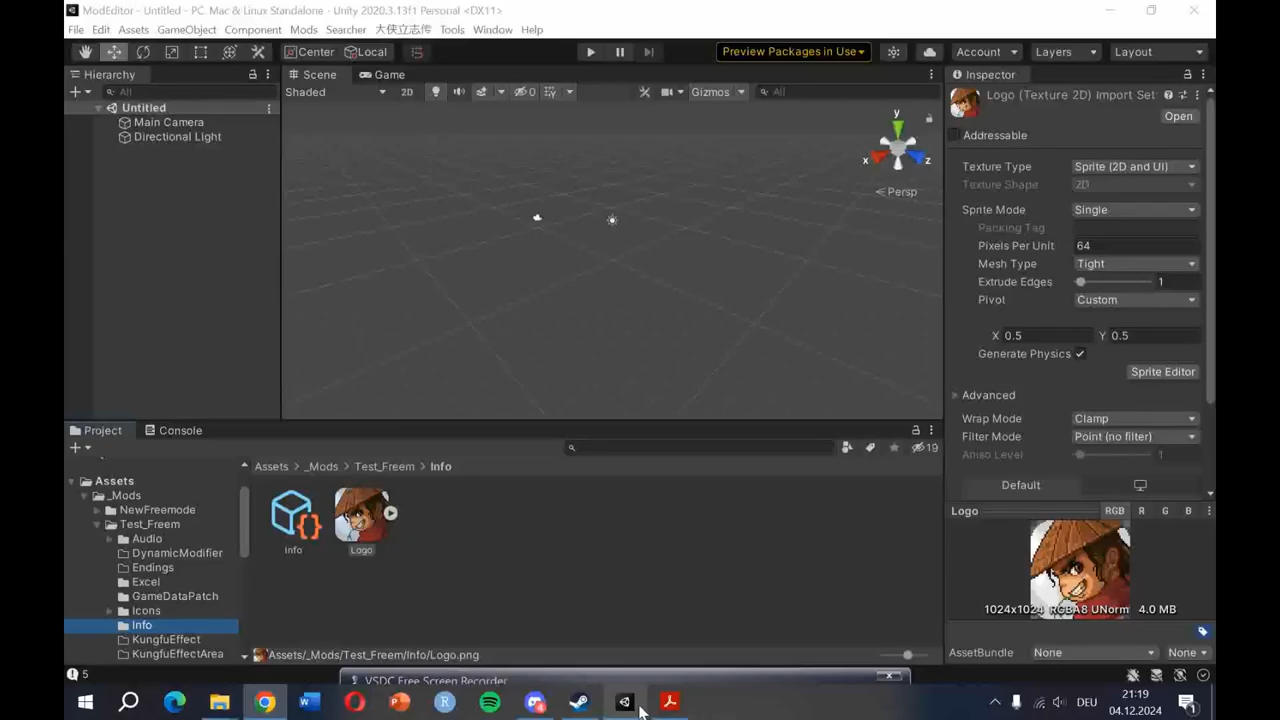 ModEditor - Untitled - PC, Mac & Linux Standalone - Unity 2020.3.13f1 Personal <DX11>
File Edit Assets GameObject Component Mods Searcher 大侠立志传 Tools Window Help
Center Local Preview Packages in Use Account Layers Layout
Hierarchy
All
Untitled
Main Camera
Directional Light
Scene Game
Shaded 2D 0 Gizmos All
y
x
z
Persp
Inspector
Logo (Texture 2D) Import Set
Open
Addressable
Texture Type Sprite (2D and UI)
Texture Shape 2D
Sprite Mode Single
Packing Tag
Pixels Per Unit 64
Mesh Type Tight
Extrude Edges 1
Pivot Custom
X 0.5 Y 0.5
Generate Physics
Sprite Editor
Advanced
Wrap Mode Clamp
Filter Mode Point (no filter)
Aniso Level 1
Default
Logo RGB R G B
1024x1024 RGBA8 UNorm 4.0 MB
AssetBundle None None
Project Console
19
Assets
_Mods
NewFreemode
Test_Freem
Audio
DynamicModifier
Endings
Excel
GameDataPatch
Icons
Info
KungfuEffect
KungfuEffectArea
Assets > _Mods > Test_Freem > Info
Info
Logo
Assets/_Mods/Test_Freem/Info/Logo.png
5
VSDC Free Screen Recorder
DEU
21:19
04.12.2024